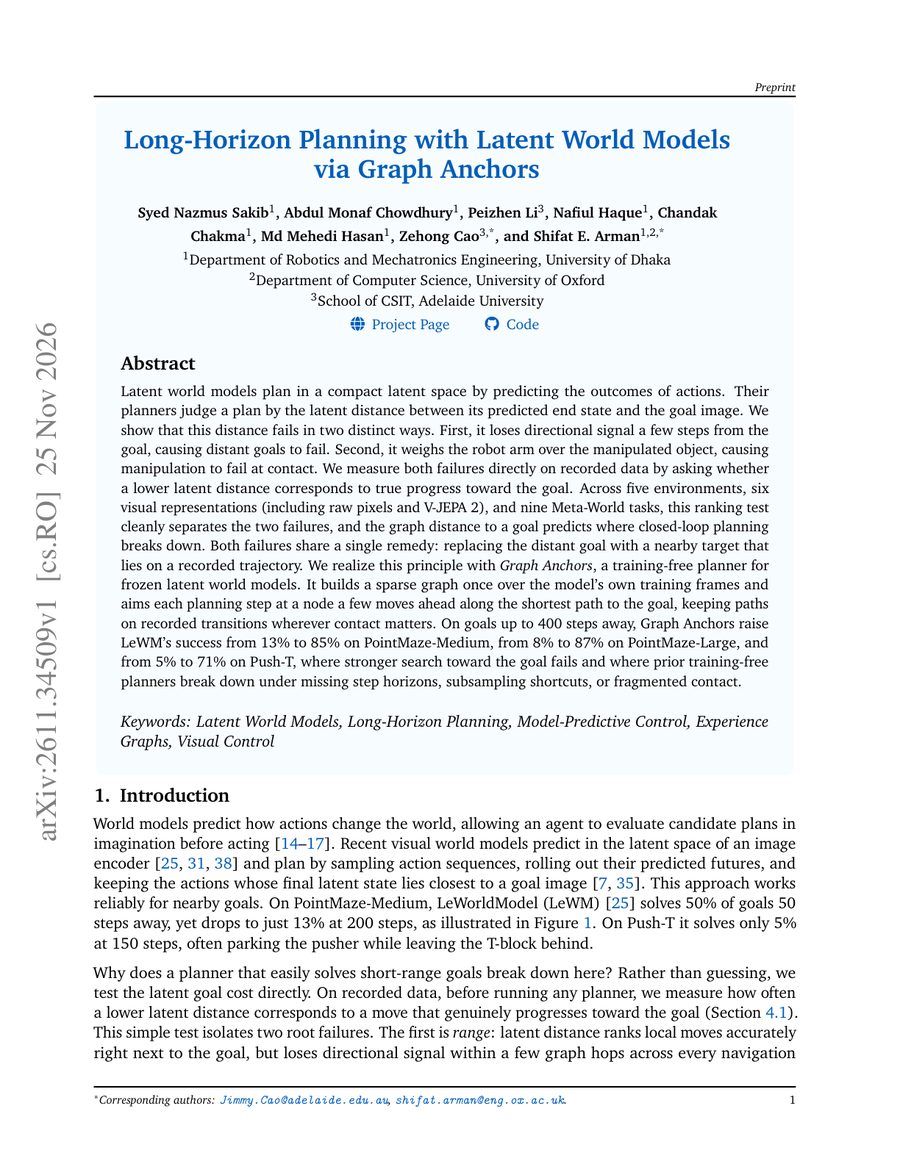 Preprint
Long-Horizon Planning with Latent World Models
via Graph Anchors
Syed Nazmus Sakib1, Abdul Monaf Chowdhury1, Peizhen Li3, Nafiul Haque1, Chandak
Chakma1, Md Mehedi Hasan1, Zehong Cao3,*, and Shifat E. Arman1,2,*
1Department of Robotics and Mechatronics Engineering, University of Dhaka
2Department of Computer Science, University of Oxford
3School of CSIT, Adelaide University
Project Page Code
Abstract
Latent world models plan in a compact latent space by predicting the outcomes of actions. Their
planners judge a plan by the latent distance between its predicted end state and the goal image. We
show that this distance fails in two distinct ways. First, it loses directional signal a few steps from the
goal, causing distant goals to fail. Second, it weighs the robot arm over the manipulated object, causing
manipulation to fail at contact. We measure both failures directly on recorded data by asking whether
a lower latent distance corresponds to true progress toward the goal. Across five environments, six
visual representations (including raw pixels and V-JEPA 2), and nine Meta-World tasks, this ranking test
cleanly separates the two failures, and the graph distance to a goal predicts where closed-loop planning
breaks down. Both failures share a single remedy: replacing the distant goal with a nearby target that
lies on a recorded trajectory. We realize this principle with Graph Anchors, a training-free planner for
frozen latent world models. It builds a sparse graph once over the model's own training frames and
aims each planning step at a node a few moves ahead along the shortest path to the goal, keeping paths
on recorded transitions wherever contact matters. On goals up to 400 steps away, Graph Anchors raise
LeWM's success from 13% to 85% on PointMaze-Medium, from 8% to 87% on PointMaze-Large, and
from 5% to 71% on Push-T, where stronger search toward the goal fails and where prior training-free
planners break down under missing step horizons, subsampling shortcuts, or fragmented contact.
Keywords: Latent World Models, Long-Horizon Planning, Model-Predictive Control, Experience
Graphs, Visual Control
1. Introduction
World models predict how actions change the world, allowing an agent to evaluate candidate plans in
imagination before acting [14–17]. Recent visual world models predict in the latent space of an image
encoder [25, 31, 38] and plan by sampling action sequences, rolling out their predicted futures, and
keeping the actions whose final latent state lies closest to a goal image [7, 35]. This approach works
reliably for nearby goals. On PointMaze-Medium, LeWorldModel (LeWM) [25] solves 50% of goals 50
steps away, yet drops to just 13% at 200 steps, as illustrated in Figure 1. On Push-T it solves only 5%
at 150 steps, often parking the pusher while leaving the T-block behind.
Why does a planner that easily solves short-range goals break down here? Rather than guessing, we
test the latent goal cost directly. On recorded data, before running any planner, we measure how often
a lower latent distance corresponds to a move that genuinely progresses toward the goal (Section 4.1).
This simple test isolates two root failures. The first is range: latent distance ranks local moves accurately
right next to the goal, but loses directional signal within a few graph hops across every navigation
*Corresponding authors: Jimmy.Cao@adelaide.edu.au, shifat.arman@eng.ox.ac.uk.
1
arXiv:2611.34509v1 [cs.RO] 25 Nov 2026